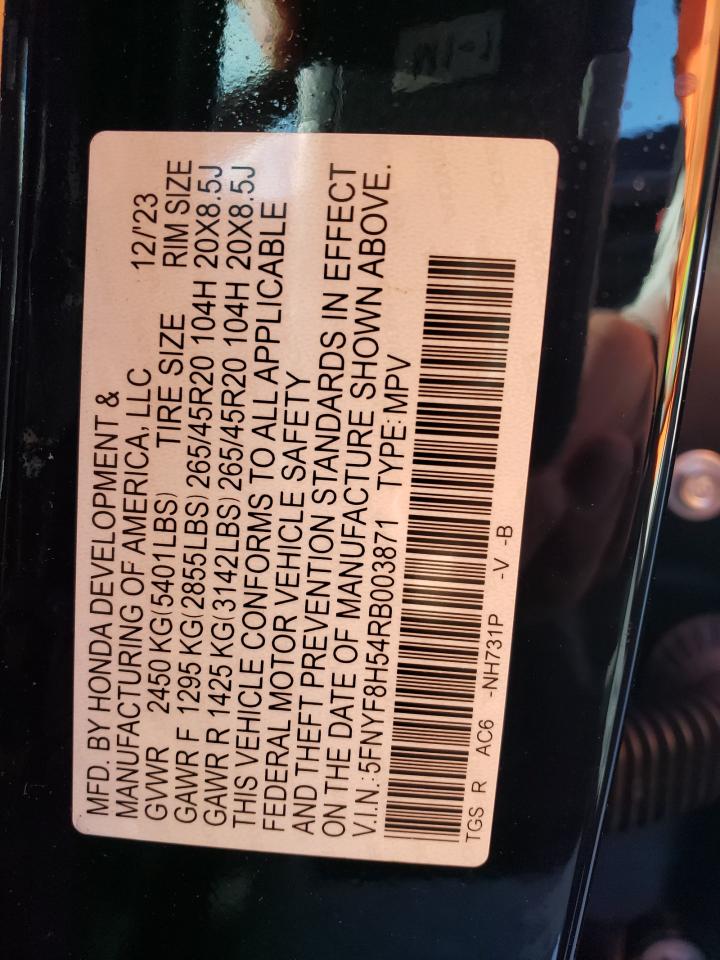 MFD. BY HONDA DEVELOPMENT &
MANUFACTURING OF AMERICA, LLC 12/'23
GVWR 2450 KG(5401LBS) TIRE SIZE RIM SIZE
GAWR F 1295 KG(2855LBS) 265/45R20 104H 20X8.5J
GAWR R 1425 KG(3142LBS) 265/45R20 104H 20X8.5J
THIS VEHICLE CONFORMS TO ALL APPLICABLE
FEDERAL MOTOR VEHICLE SAFETY
AND THEFT PREVENTION STANDARDS IN EFFECT
ON THE DATE OF MANUFACTURE SHOWN ABOVE.
V.I.N.:5FNYF8H54RB003871 TYPE:MPV
TGS R AC6 -NH731P -V -B